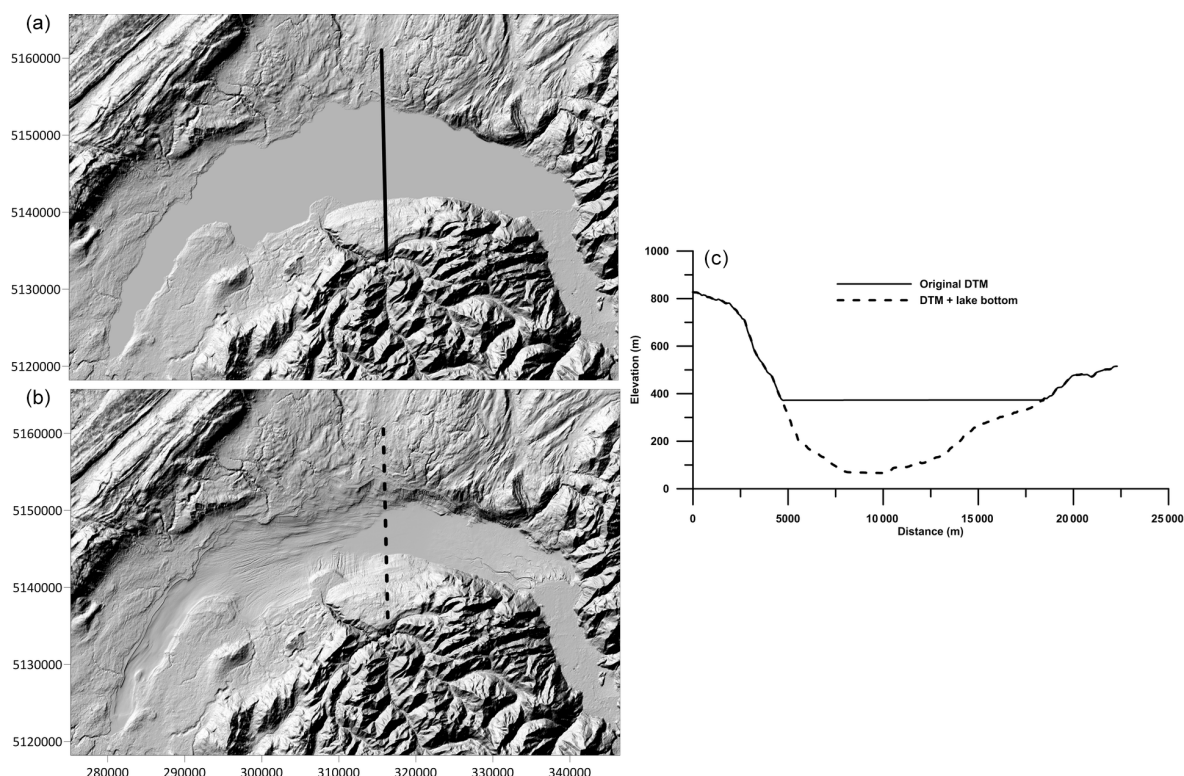 (a)
5160000
5150000
5140000
5130000
5120000
(b)
5160000
5150000
5140000
5130000
5120000
280000 290000 300000 310000 320000 330000 340000
(c)
1000
800
600
400
200
0
Elevation (m)
Original DTM
DTM + lake bottom
0 5000 10 000 15 000 20 000 25 000
Distance (m)